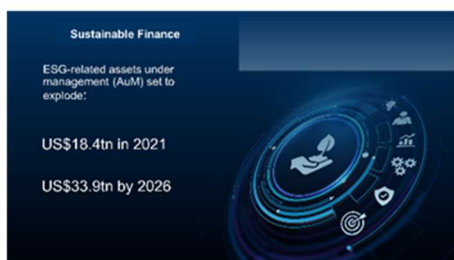 Sustainable Finance
ESG-related assets under
management (AuM) set to
explode:
US$18.4tn in 2021
US$33.9tn by 2026